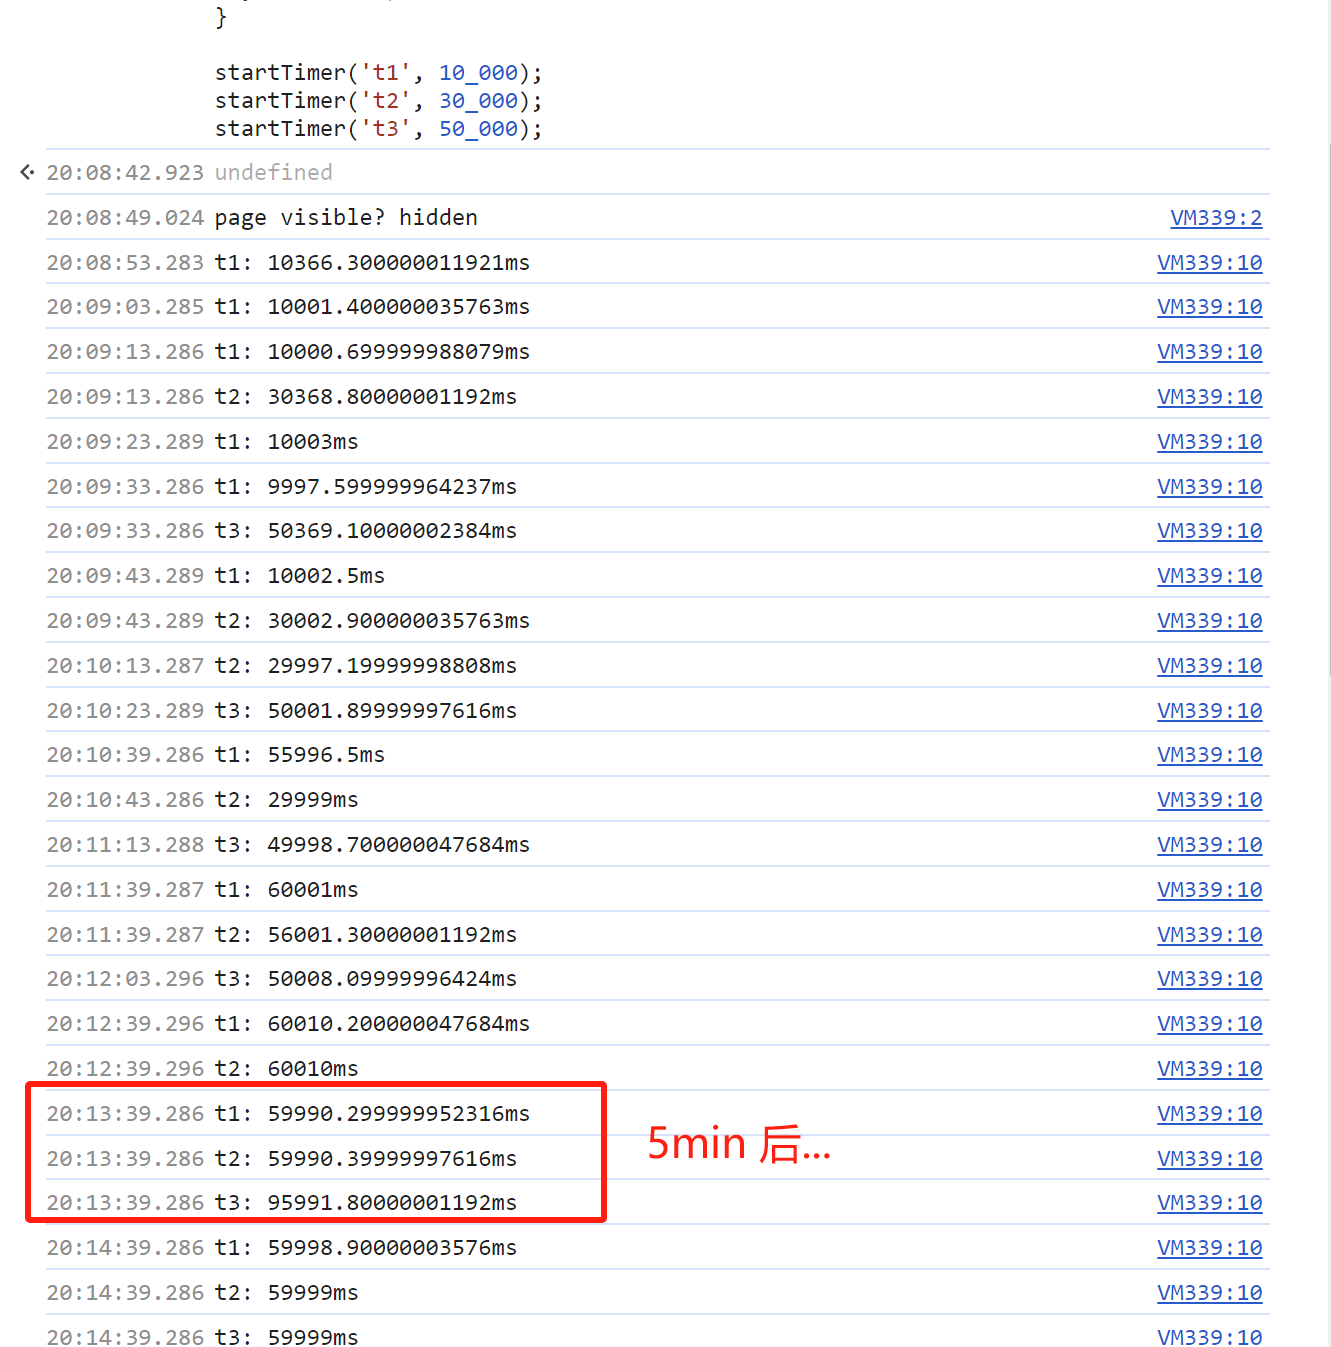 }
startTimer('t1', 10_000);
startTimer('t2', 30_000);
startTimer('t3', 50_000);
20:08:42.923 undefined
20:08:49.024 page visible? hidden VM339:2
20:08:53.283 t1: 10366.300000011921ms VM339:10
20:09:03.285 t1: 10001.400000035763ms VM339:10
20:09:13.286 t1: 10000.699999988079ms VM339:10
20:09:13.286 t2: 30368.80000001192ms VM339:10
20:09:23.289 t1: 10003ms VM339:10
20:09:33.286 t1: 9997.599999964237ms VM339:10
20:09:33.286 t3: 50369.10000002384ms VM339:10
20:09:43.289 t1: 10002.5ms VM339:10
20:09:43.289 t2: 30002.900000035763ms VM339:10
20:10:13.287 t2: 29997.19999998808ms VM339:10
20:10:23.289 t3: 50001.89999997616ms VM339:10
20:10:39.286 t1: 55996.5ms VM339:10
20:10:43.286 t2: 29999ms VM339:10
20:11:13.288 t3: 49998.700000047684ms VM339:10
20:11:39.287 t1: 60001ms VM339:10
20:11:39.287 t2: 56001.30000001192ms VM339:10
20:12:03.296 t3: 50008.09999996424ms VM339:10
20:12:39.296 t1: 60010.200000047684ms VM339:10
20:12:39.296 t2: 60010ms VM339:10
20:13:39.286 t1: 59990.299999952316ms VM339:10
5min 后...
20:13:39.286 t2: 59990.39999997616ms VM339:10
20:13:39.286 t3: 95991.80000001192ms VM339:10
20:14:39.286 t1: 59998.90000003576ms VM339:10
20:14:39.286 t2: 59999ms VM339:10
20:14:39.286 t3: 59999ms VM339:10